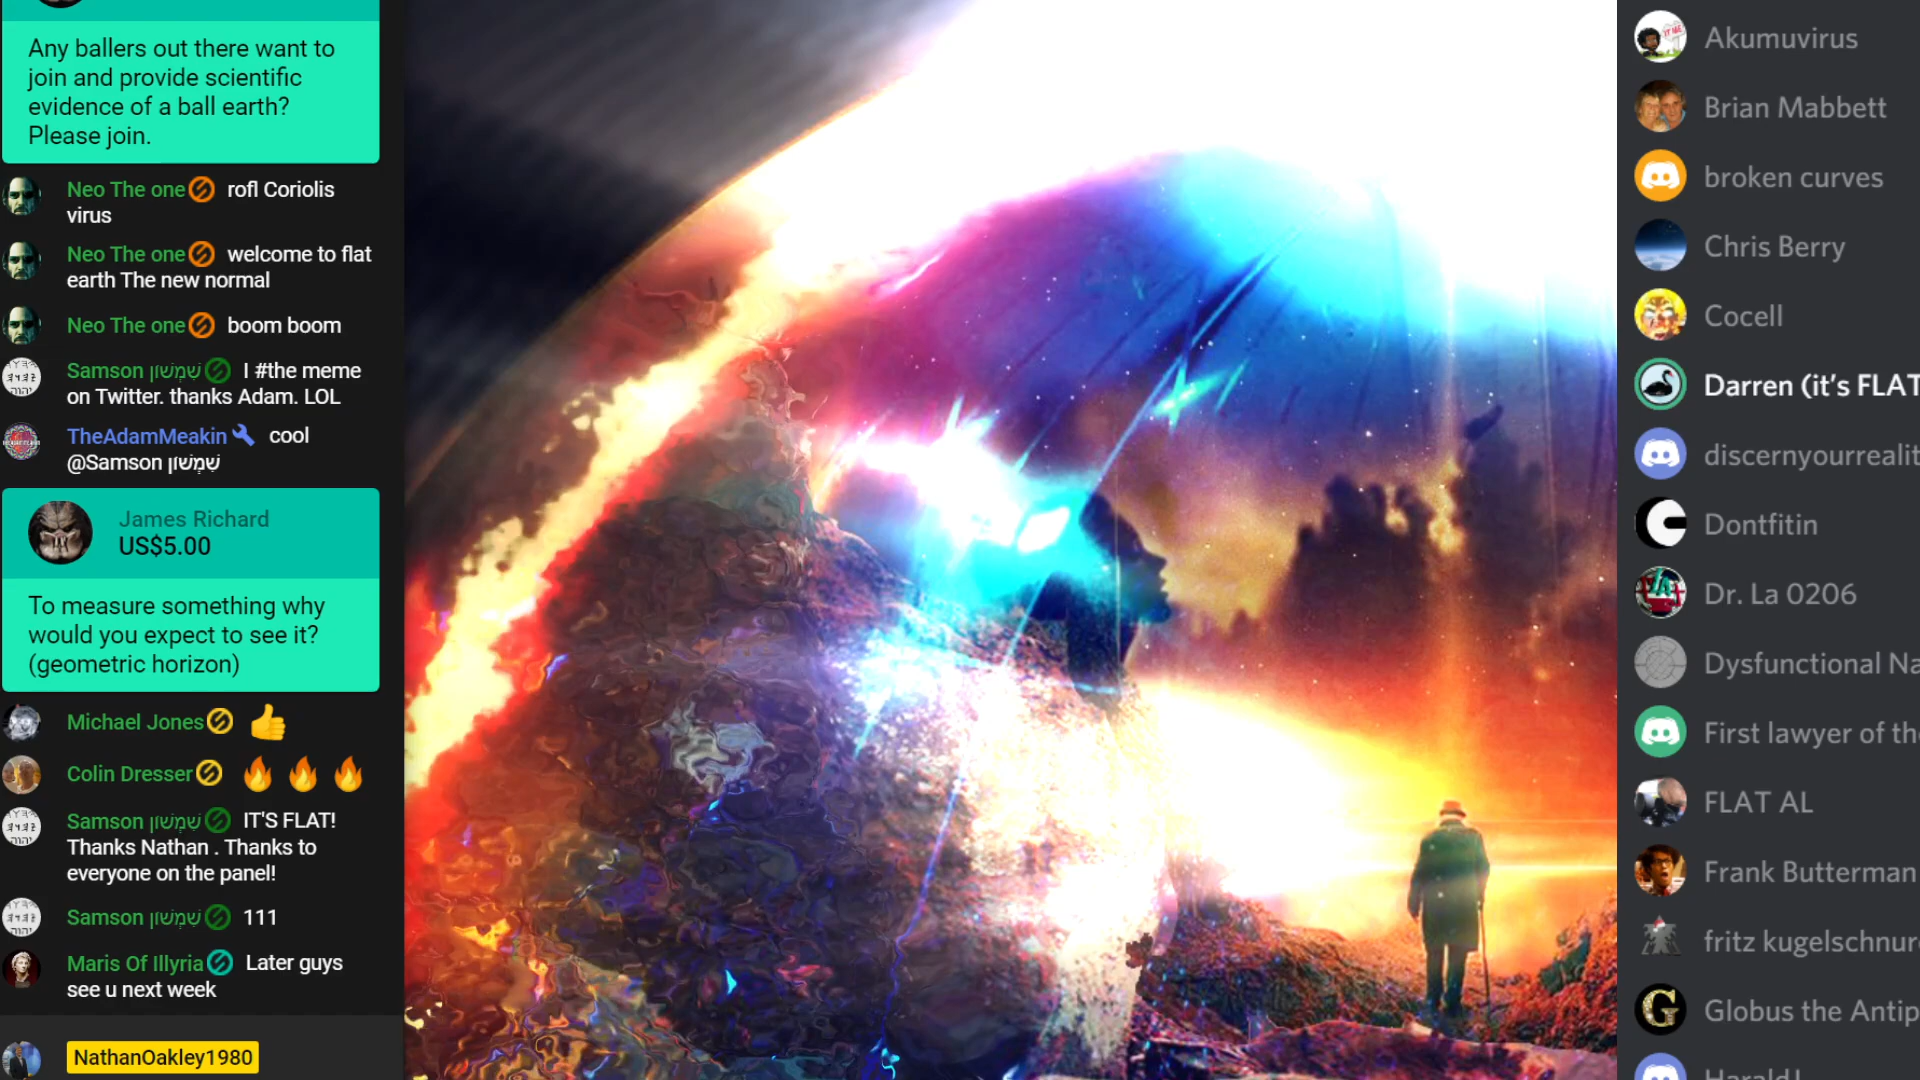 Any ballers out there want to
join and provide scientific
evidence of a ball earth?
Please join.
Neo The one rofl Coriolis
virus
Neo The one welcome to flat
earth The new normal
Neo The one boom boom
Samson שִׁמְשׁוֹן I #the meme
on Twitter. thanks Adam. LOL
TheAdamMeakin cool
@Samson שִׁמְשׁוֹן
James Richard
US$5.00
To measure something why
would you expect to see it?
(geometric horizon)
Michael Jones 👍
Colin Dresser 🔥 🔥 🔥
Samson שִׁמְשׁוֹן IT'S FLAT!
Thanks Nathan . Thanks to
everyone on the panel!
Samson שִׁמְשׁוֹן 111
Maris Of Illyria Later guys
see u next week
NathanOakley1980
Akumuvirus
Brian Mabbett
broken curves
Chris Berry
Cocell
Darren (it's FLAT
discernyourrealit
Dontfitin
Dr. La 0206
Dysfunctional Na
First lawyer of the
FLAT AL
Frank Butterman
fritz kugelschnur
Globus the Antip